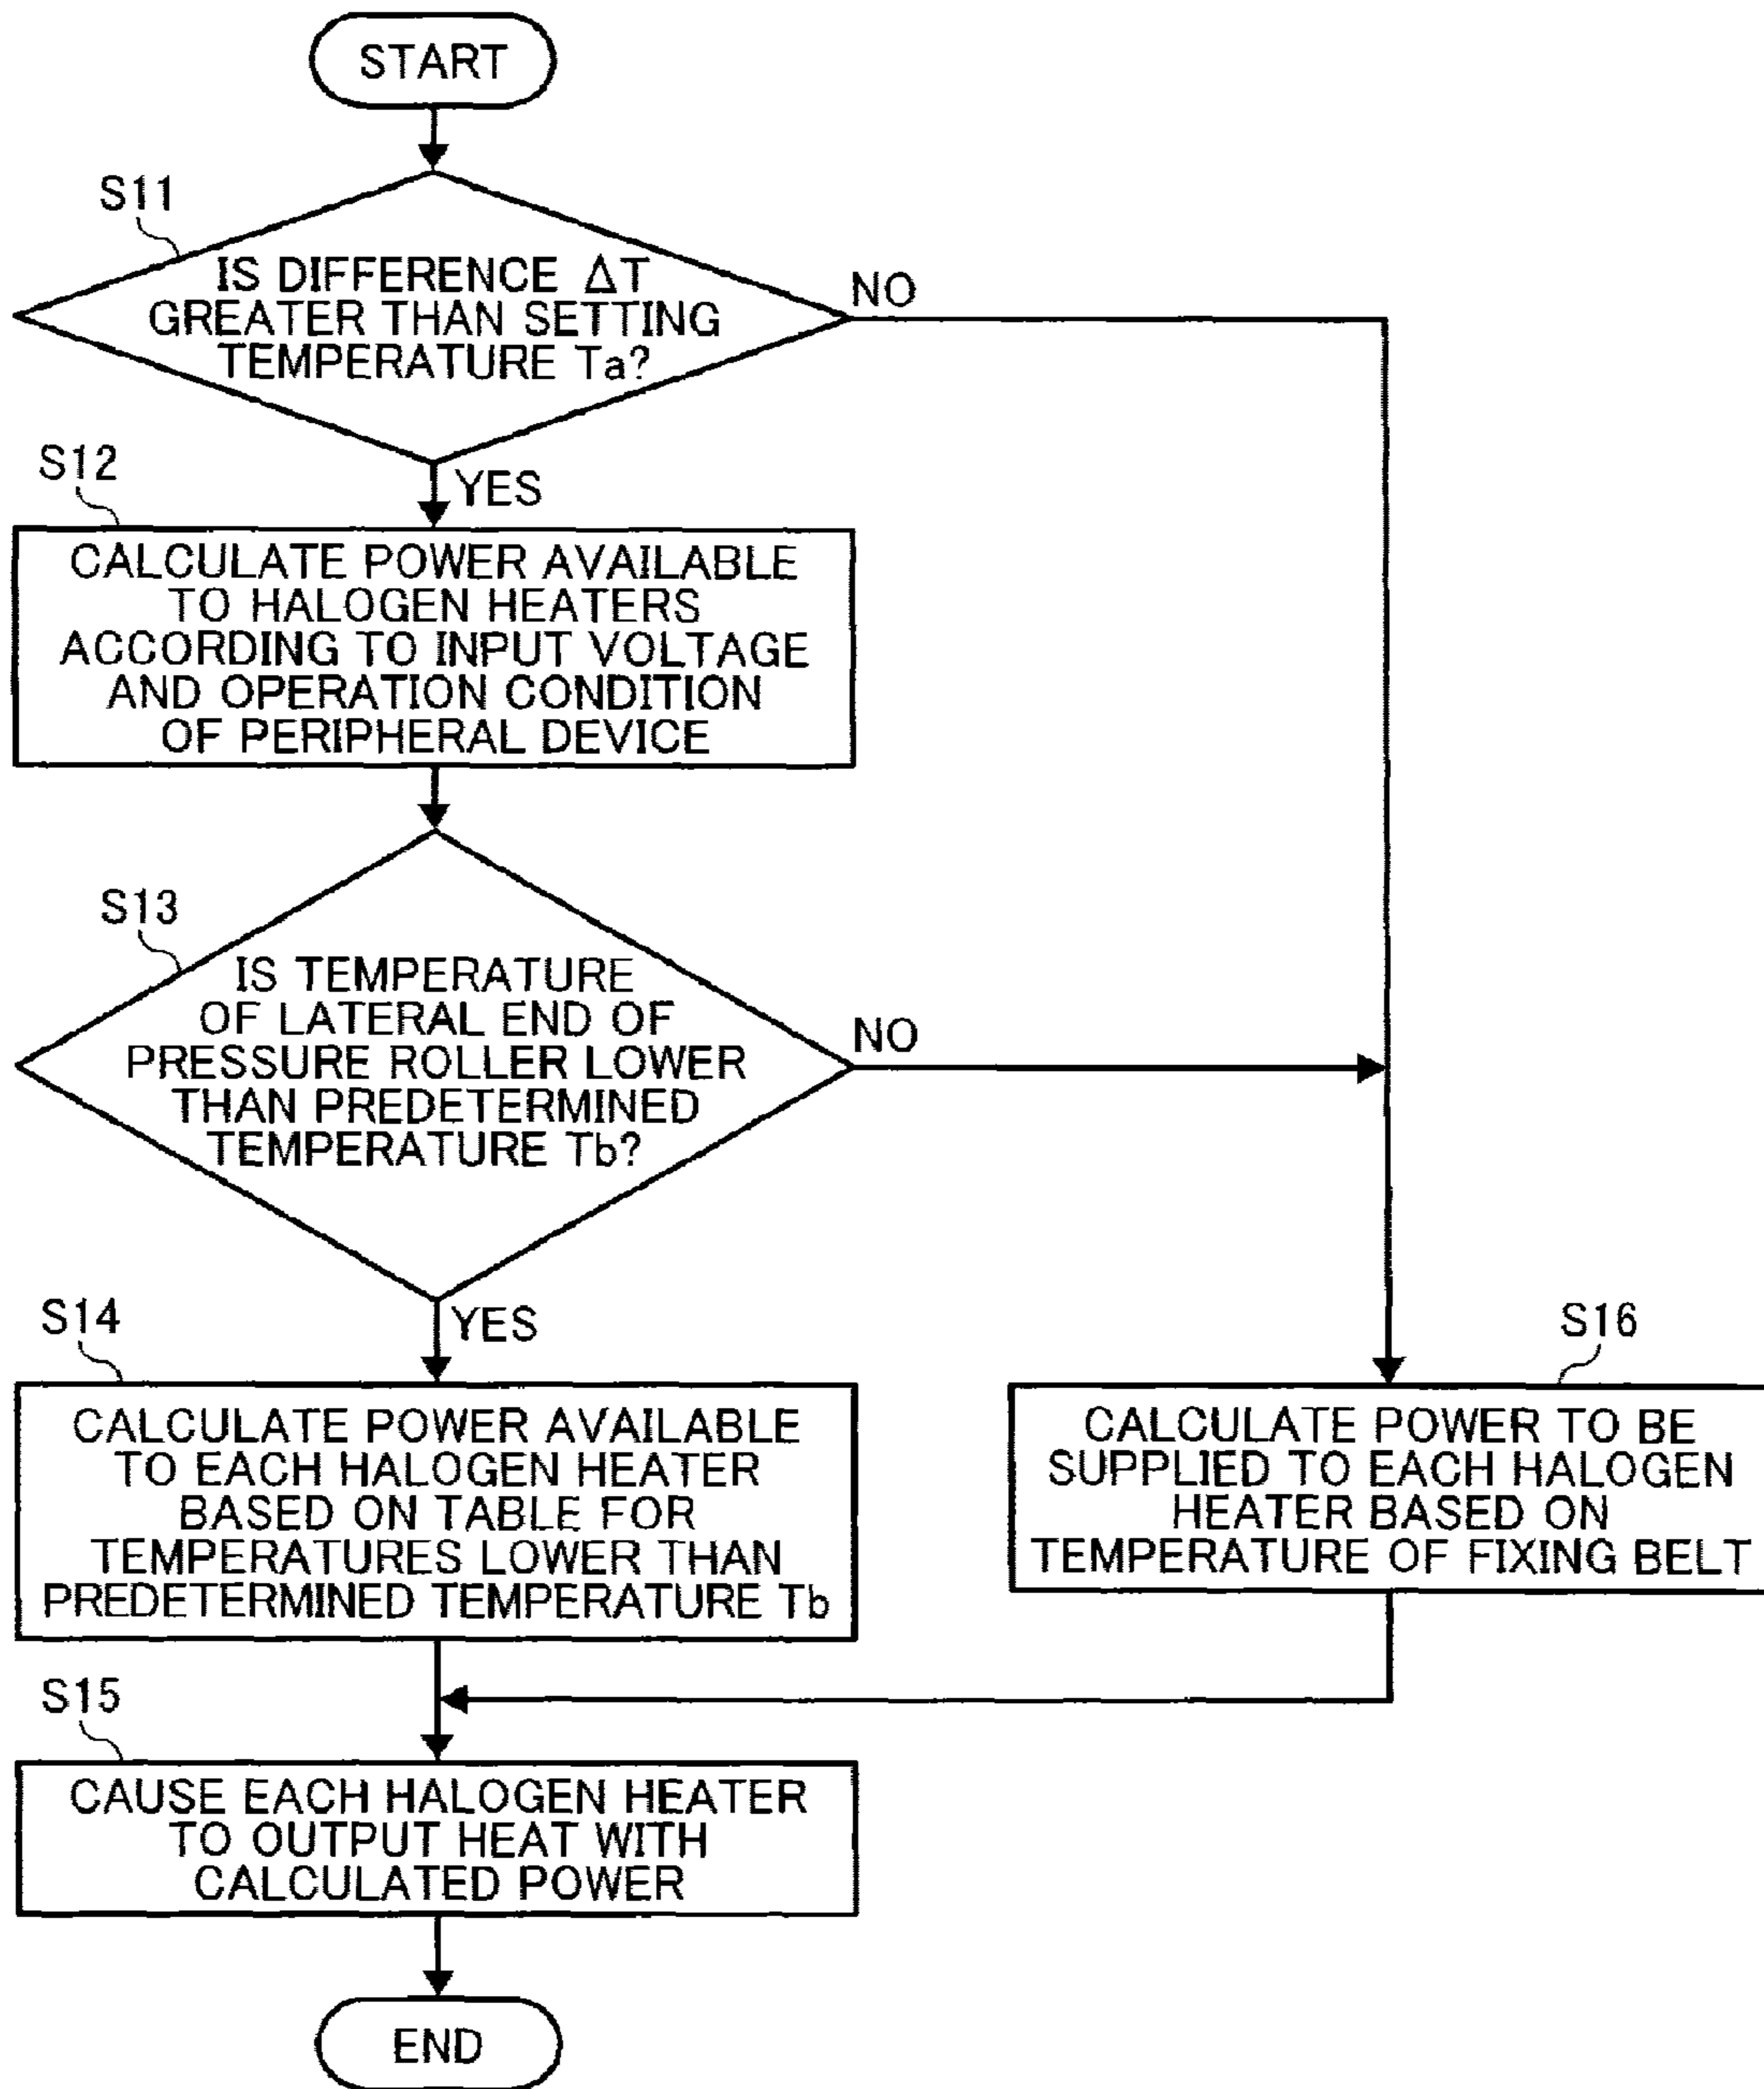 START
S11
IS DIFFERENCE ΔT
GREATER THAN SETTING
TEMPERATURE Ta?
NO
YES
S12
CALCULATE POWER AVAILABLE
TO HALOGEN HEATERS
ACCORDING TO INPUT VOLTAGE
AND OPERATION CONDITION
OF PERIPHERAL DEVICE
S13
IS TEMPERATURE
OF LATERAL END OF
PRESSURE ROLLER LOWER
THAN PREDETERMINED
TEMPERATURE Tb?
NO
YES
S14
CALCULATE POWER AVAILABLE
TO EACH HALOGEN HEATER
BASED ON TABLE FOR
TEMPERATURES LOWER THAN
PREDETERMINED TEMPERATURE Tb
S16
CALCULATE POWER TO BE
SUPPLIED TO EACH HALOGEN
HEATER BASED ON
TEMPERATURE OF FIXING BELT
S15
CAUSE EACH HALOGEN HEATER
TO OUTPUT HEAT WITH
CALCULATED POWER
END